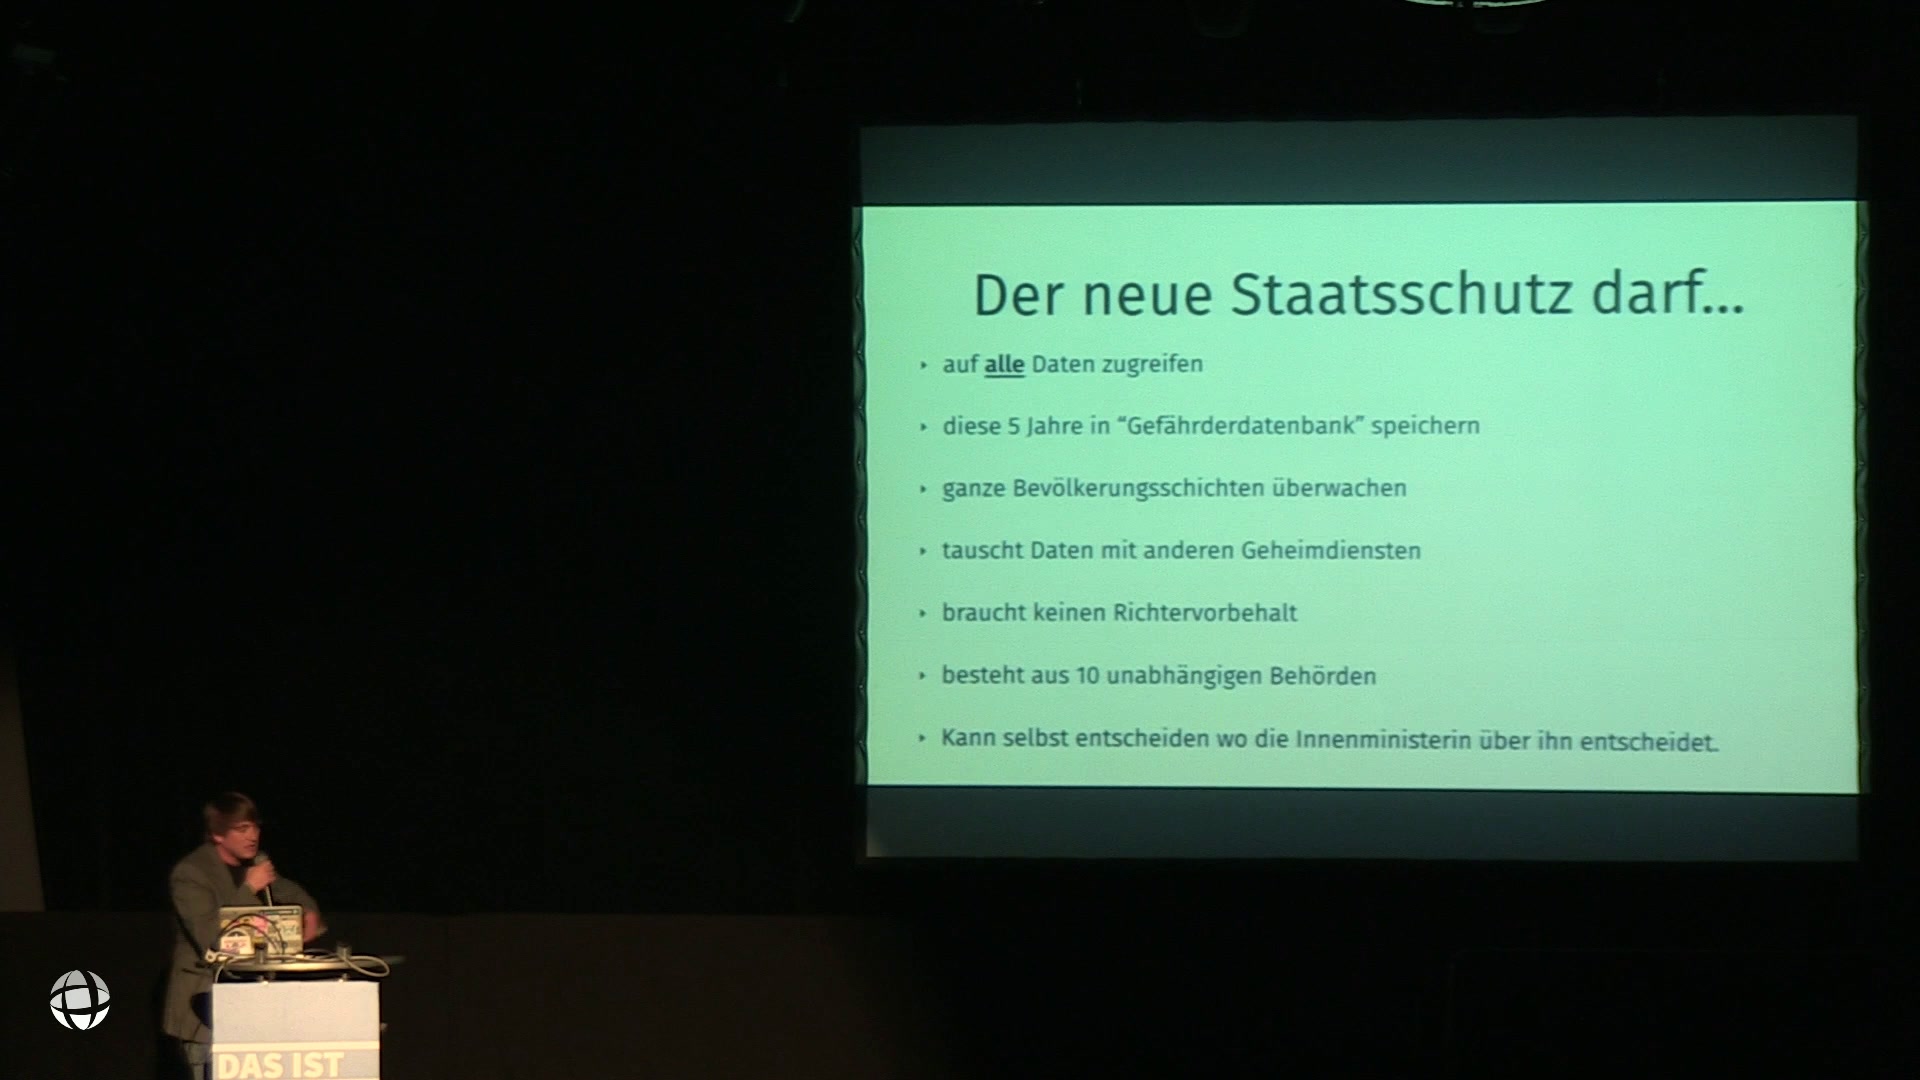 Der neue Staatsschutz darf...
‣ auf alle Daten zugreifen
‣ diese 5 Jahre in “Gefährderdatenbank” speichern
‣ ganze Bevölkerungsschichten überwachen
‣ tauscht Daten mit anderen Geheimdiensten
‣ braucht keinen Richtervorbehalt
‣ besteht aus 10 unabhängigen Behörden
‣ Kann selbst entscheiden wo die Innenministerin über ihn entscheidet.
DAS IST